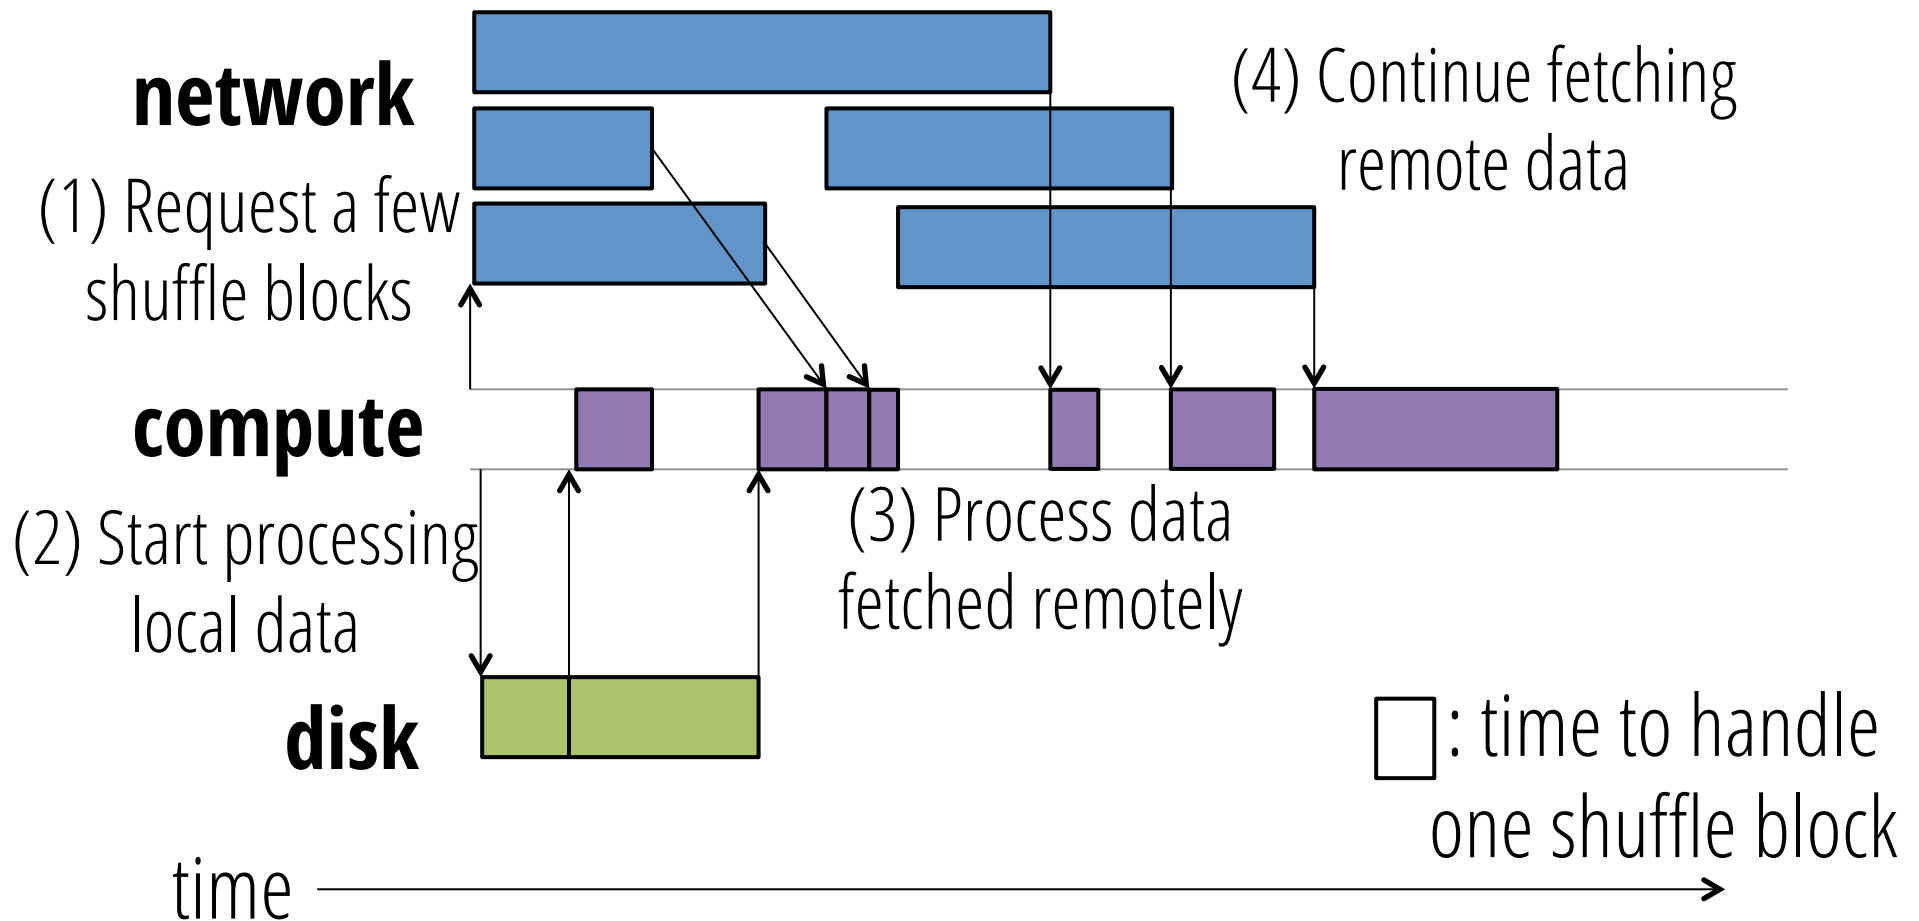 network
(1) Request a few
shuffle blocks
(4) Continue fetching
remote data
compute
(2) Start processing
local data
(3) Process data
fetched remotely
disk
: time to handle
one shuffle block
time